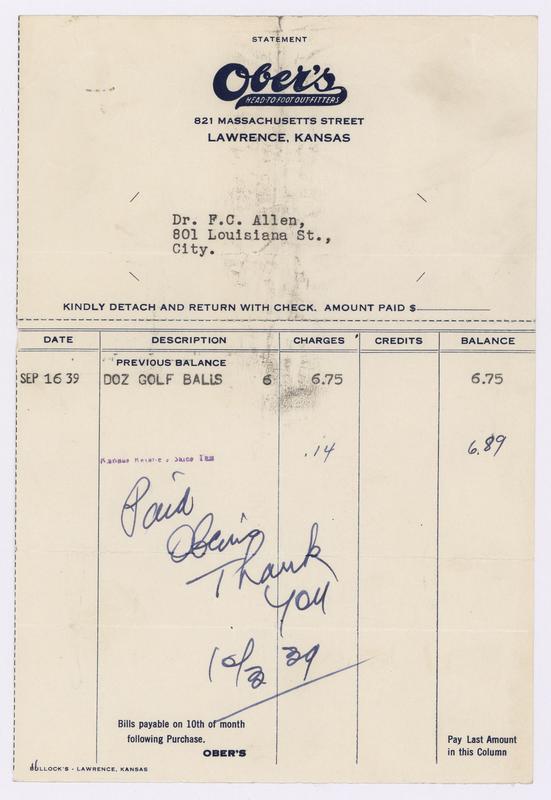 STATEMENT
Ober's
HEAD-TO-FOOT OUTFITTERS
821 MASSACHUSETTS STREET
LAWRENCE, KANSAS
Dr. F.C. Allen,
801 Louisiana St.,
City.
KINDLY DETACH AND RETURN WITH CHECK. AMOUNT PAID $
DATE DESCRIPTION CHARGES CREDITS BALANCE
PREVIOUS BALANCE
SEP 16 39 DOZ GOLF BALLS 6 6.75 6.75
Kansas Sales Tax .14 6.89
Paid
Thank
You
10/2 39
Bills payable on 10th of month
following Purchase.
OBER'S
Pay Last Amount
in this Column
BULLOCK'S - LAWRENCE, KANSAS